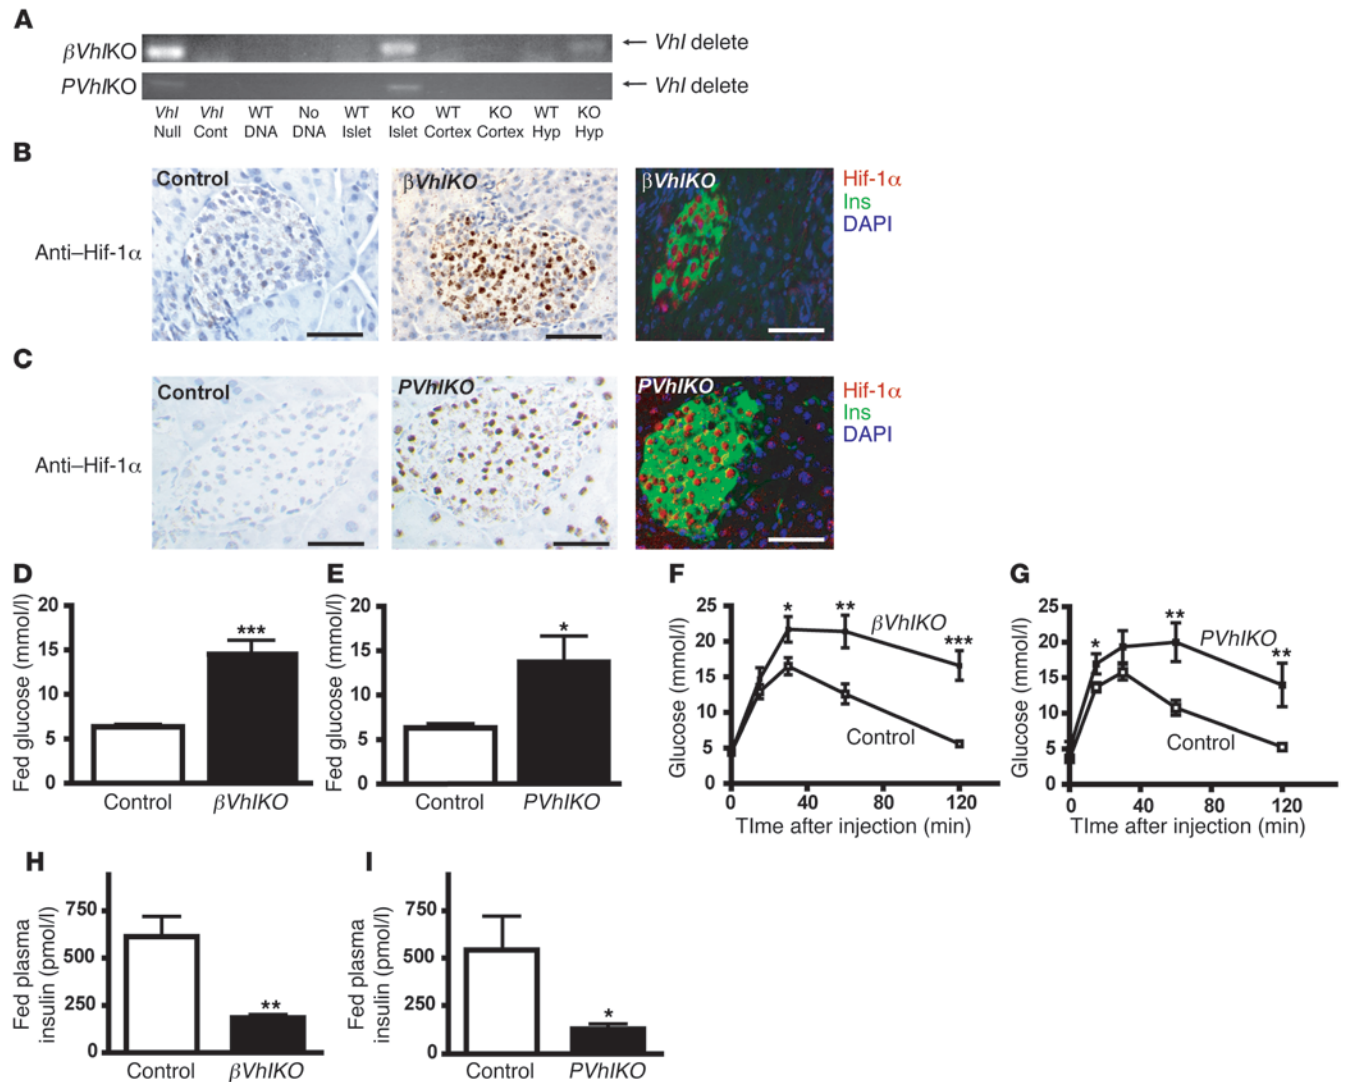 A
βVhlKO
← Vhl delete
PVhlKO
← Vhl delete
Vhl Vhl WT No WT KO WT KO WT KO
Null Cont DNA DNA Islet Islet Cortex Cortex Hyp Hyp
B
Control
βVhlKO
βVhlKO
Hif-1α
Ins
DAPI
Anti–Hif-1α
C
Control
PVhlKO
PVhlKO
Hif-1α
Ins
DAPI
Anti–Hif-1α
D
Fed glucose (mmol/l)
20
15
10
5
0
***
Control βVhlKO
E
Fed glucose (mmol/l)
20
15
10
5
0
*
Control PVhlKO
F
Glucose (mmol/l)
25
20
15
10
5
0
* ** ***
βVhlKO
Control
0 40 80 120
TIme after injection (min)
G
Glucose (mmol/l)
25
20
15
10
5
0
* ** **
PVhlKO
Control
0 40 80 120
TIme after injection (min)
H
Fed plasma
insulin (pmol/l)
750
500
250
0
**
Control βVhlKO
I
Fed plasma
insulin (pmol/l)
750
500
250
0
*
Control PVhlKO